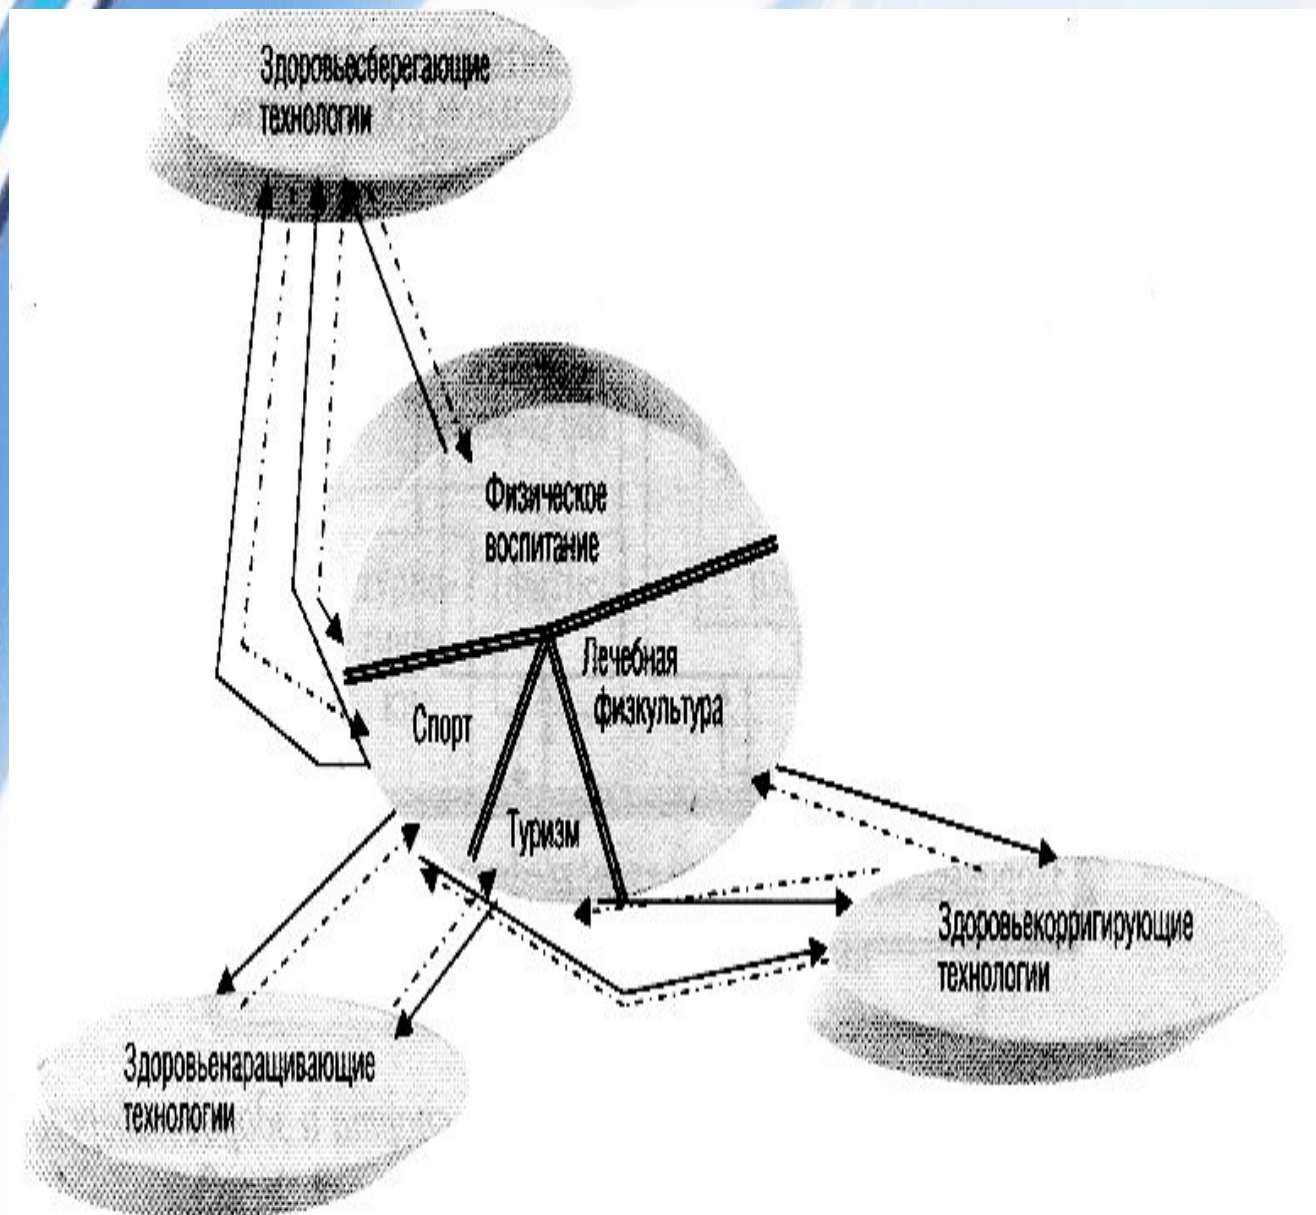 Здоровьесберегающие
технологии
Физическое
воспитание
Лечебная
физкультура
Спорт
Туризм
Здоровьекорригирующие
технологии
Здоровьенаращивающие
технологии